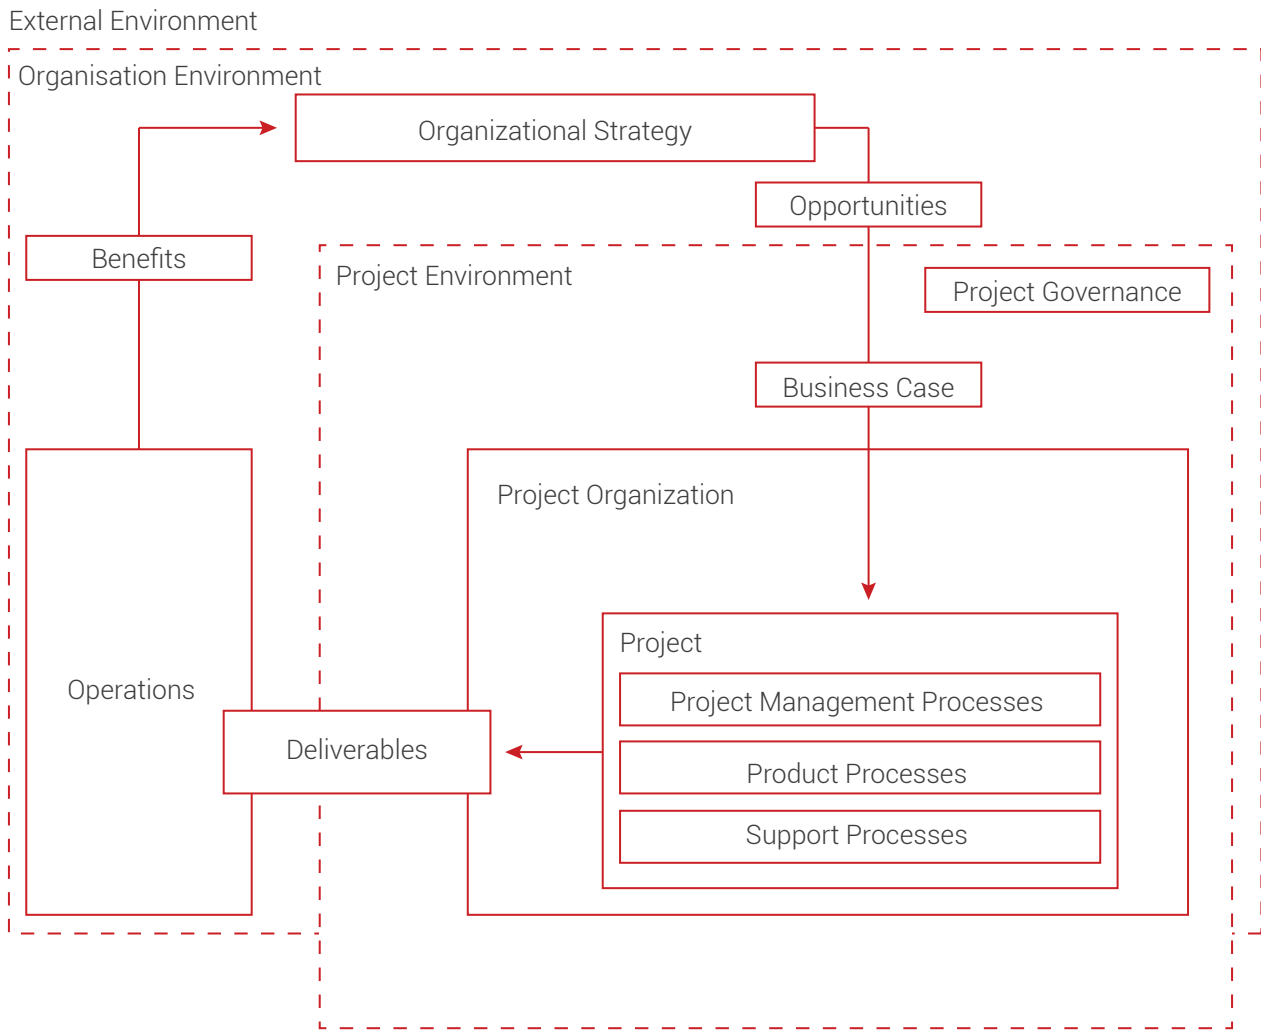 External Environment
Organisation Environment
Organizational Strategy
Opportunities
Benefits
Project Environment
Project Governance
Business Case
Project Organization
Project
Operations
Project Management Processes
Deliverables
Product Processes
Support Processes